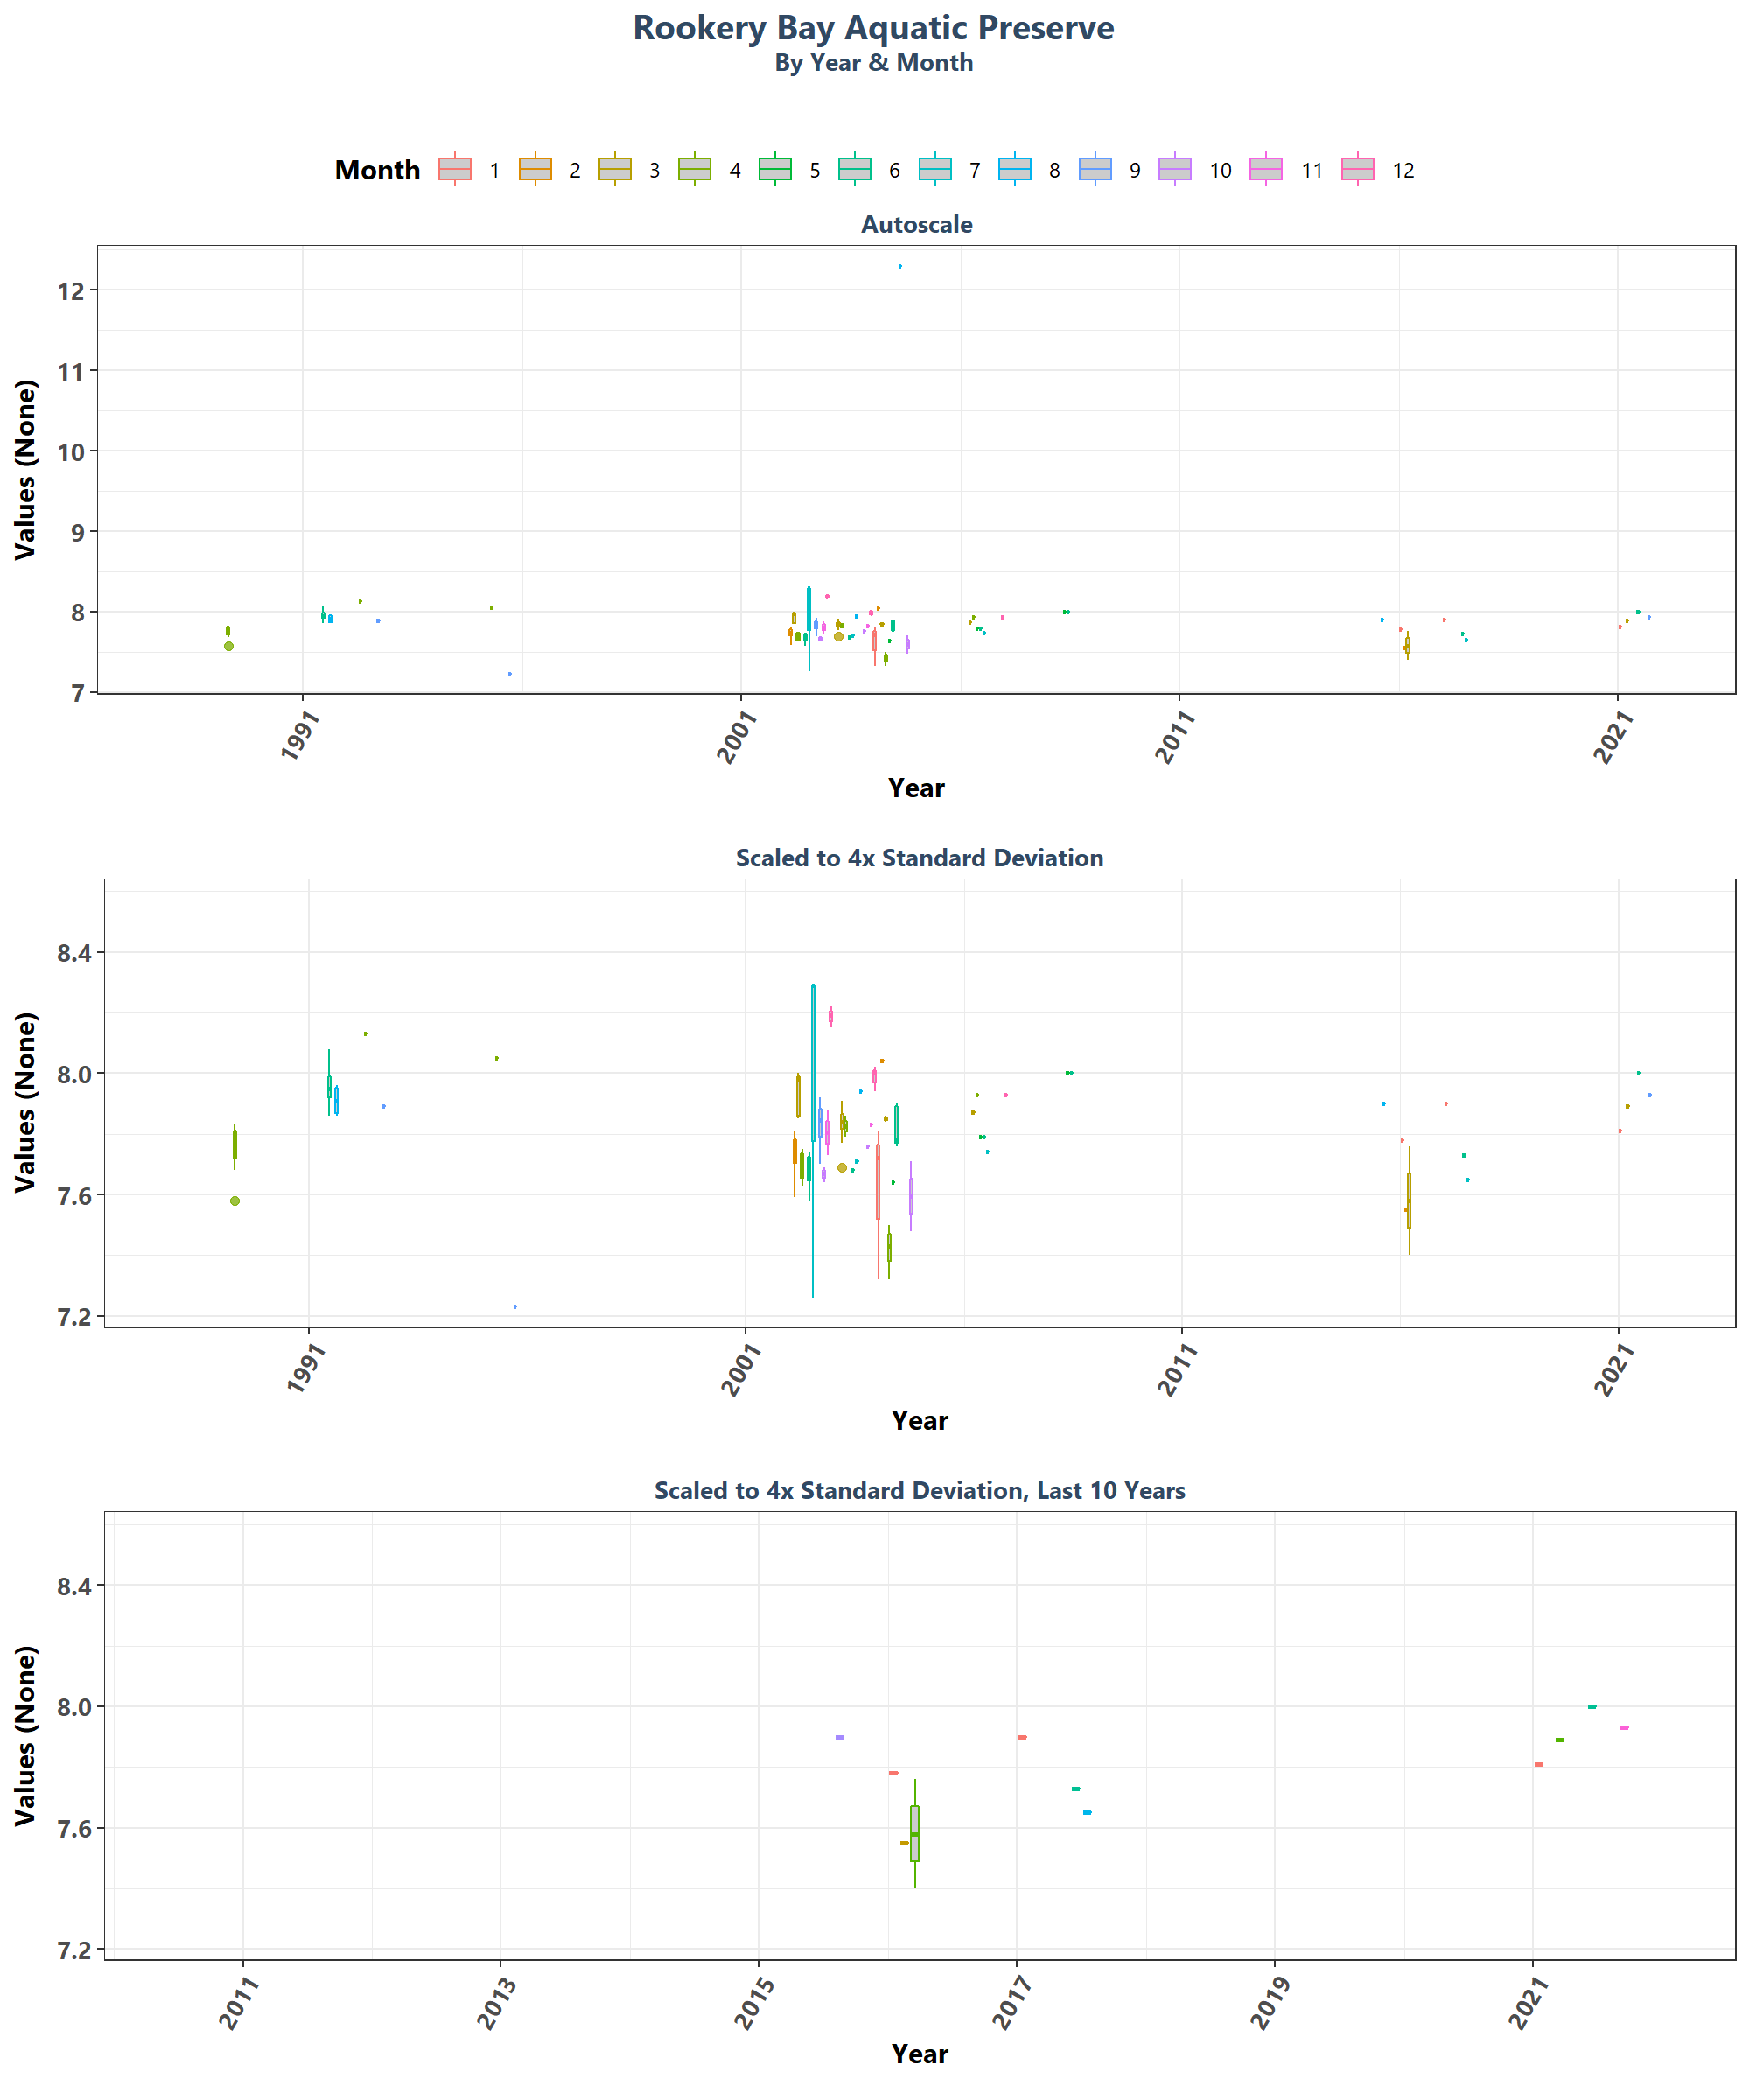 Rookery Bay Aquatic Preserve
By Year & Month
Month 1 2 3 4 5 6 7 8 9 10 11 12
Autoscale
Values (None)
12
11
10
9
8
7
1991 2001 2011 2021
Year
Scaled to 4x Standard Deviation
Values (None)
8.4
8.0
7.6
7.2
1991 2001 2011 2021
Year
Scaled to 4x Standard Deviation, Last 10 Years
Values (None)
8.4
8.0
7.6
7.2
2011 2013 2015 2017 2019 2021
Year